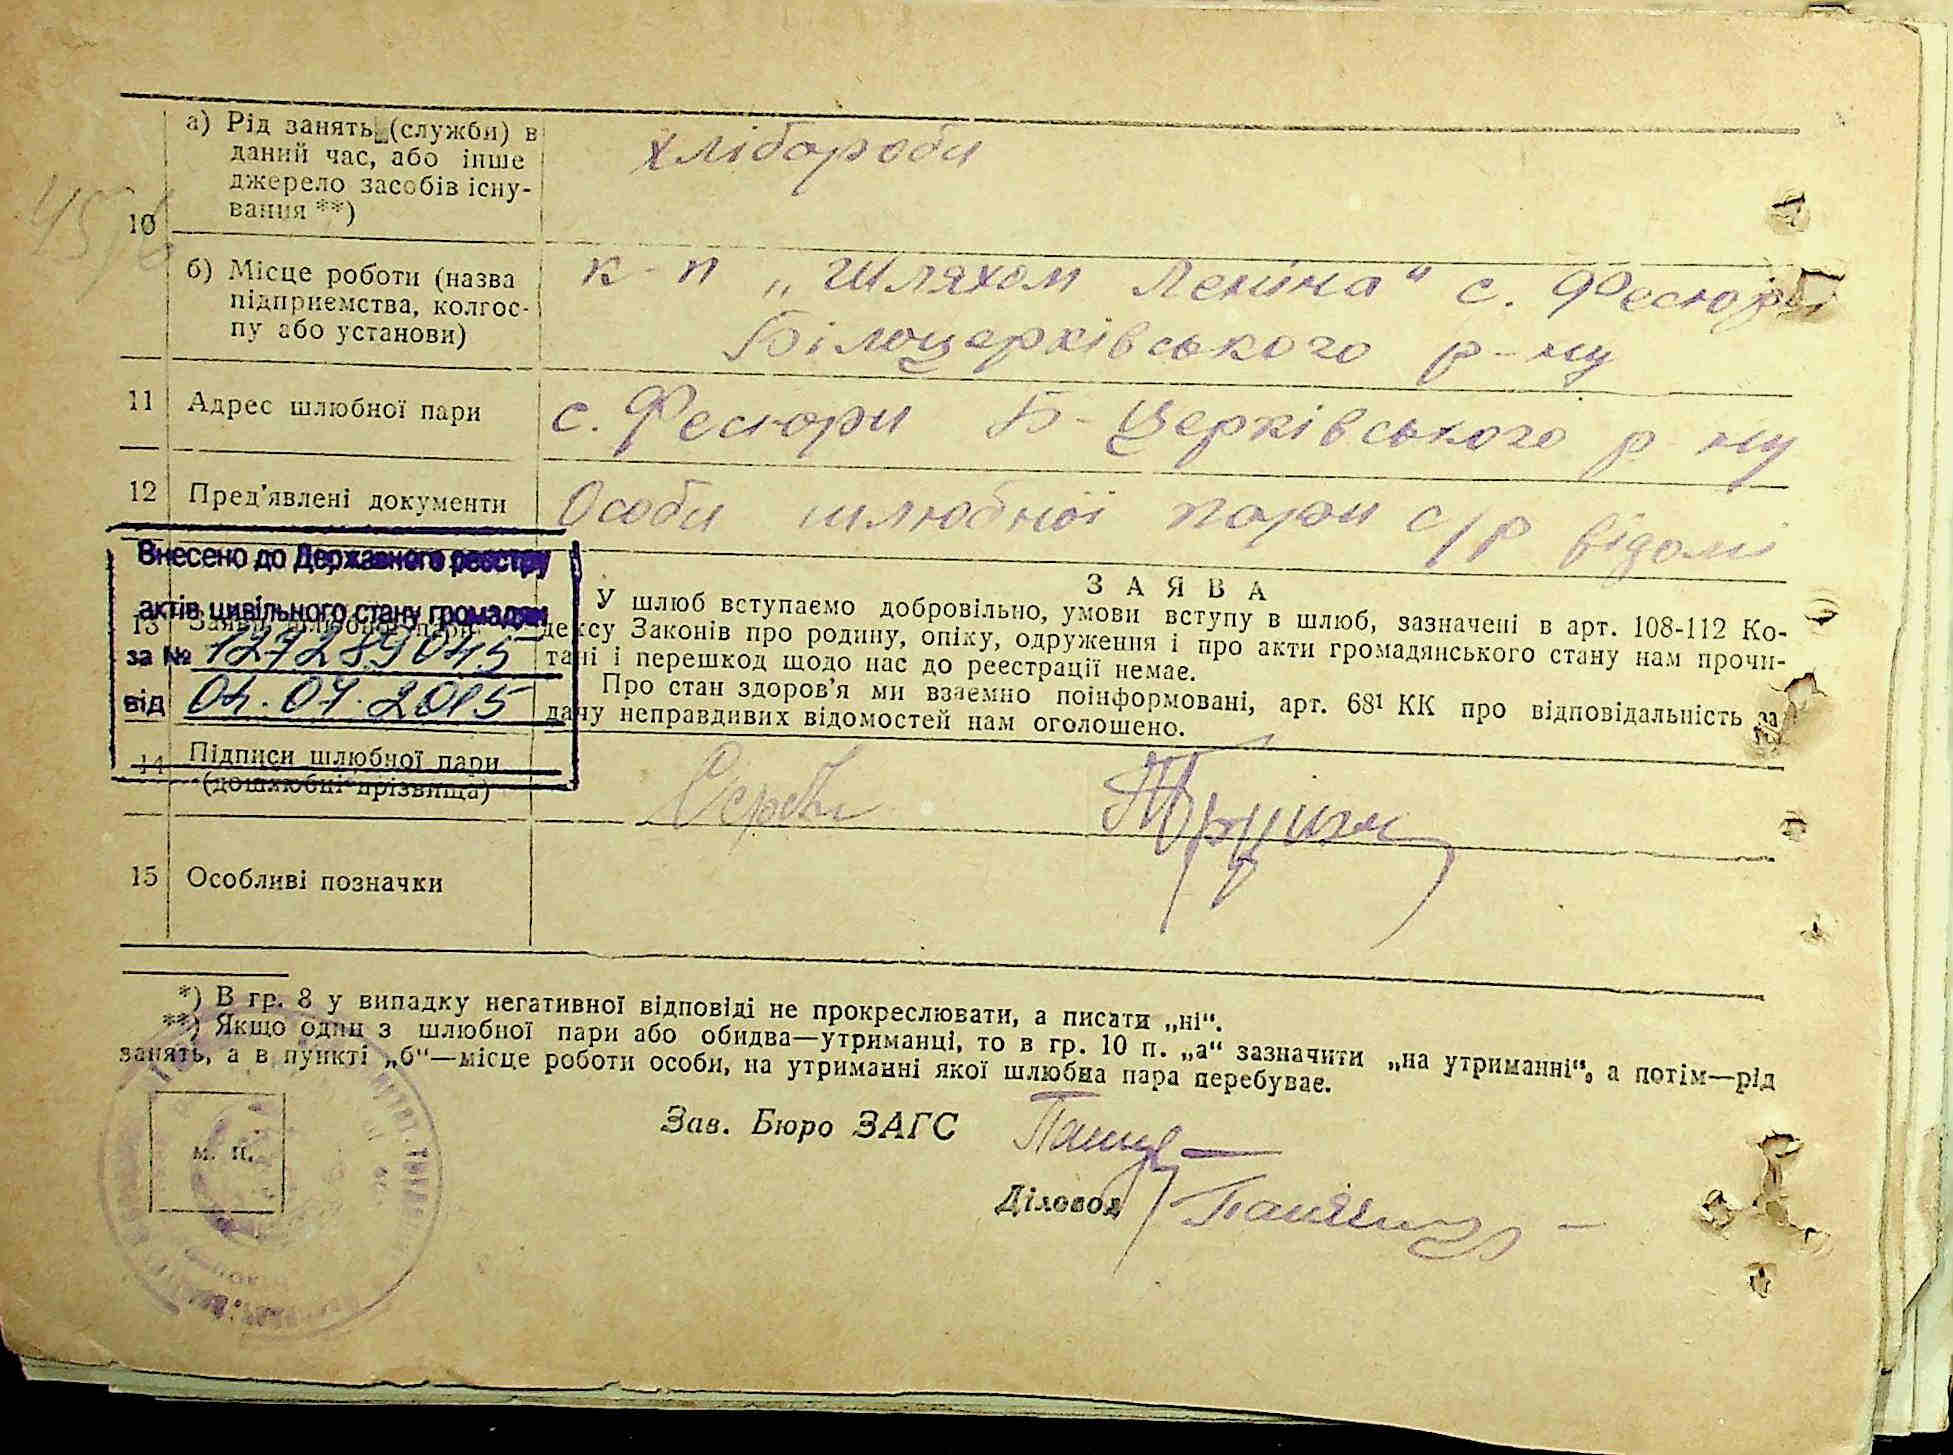 10
а) Рід занять (служби) в
даний час, або інше
джерело засобів існу-
вання **)
хлібороби
б) Місце роботи (назва
підприємства, колгос-
пу або установи)
к-п „Шляхом Леніна“ с. Фесюри
Білоцерківського р-ну
11 Адрес шлюбної пари
с. Фесюри Б-Церківського р-ну
12 Пред'явлені документи
Особи шлюбної пари с/р відомі
Внесено до Державного реєстру
актів цивільного стану громадян
за №
від
13 Заява шлюбної пари
ЗАЯВА
У шлюб вступаємо добровільно, умови вступу в шлюб, зазначені в арт. 108-112 Ко-
дексу Законів про родину, опіку, одруження і про акти громадянського стану нам прочи-
тані і перешкод щодо нас до реестрації немає.
Про стан здоров'я ми взаємно поінформовані, арт. 68¹ КК про відповідальність за
дачу неправдивих відомостей нам оголошено.
14 Підписи шлюбної пари
(дошлюбні прізвища)
15 Особливі позначки
*) В гр. 8 у випадку негативної відповіді не прокреслювати, а писати „ні“.
**) Якщо один з шлюбної пари або обидва—утриманці, то в гр. 10 п. „а“ зазначити „на утриманні“, а потім—рід
занять, а в пункті „б“—місце роботи особи, на утриманні якої шлюбна пара перебуває.
м. п.
Зав. Бюро ЗАГС
Діловод